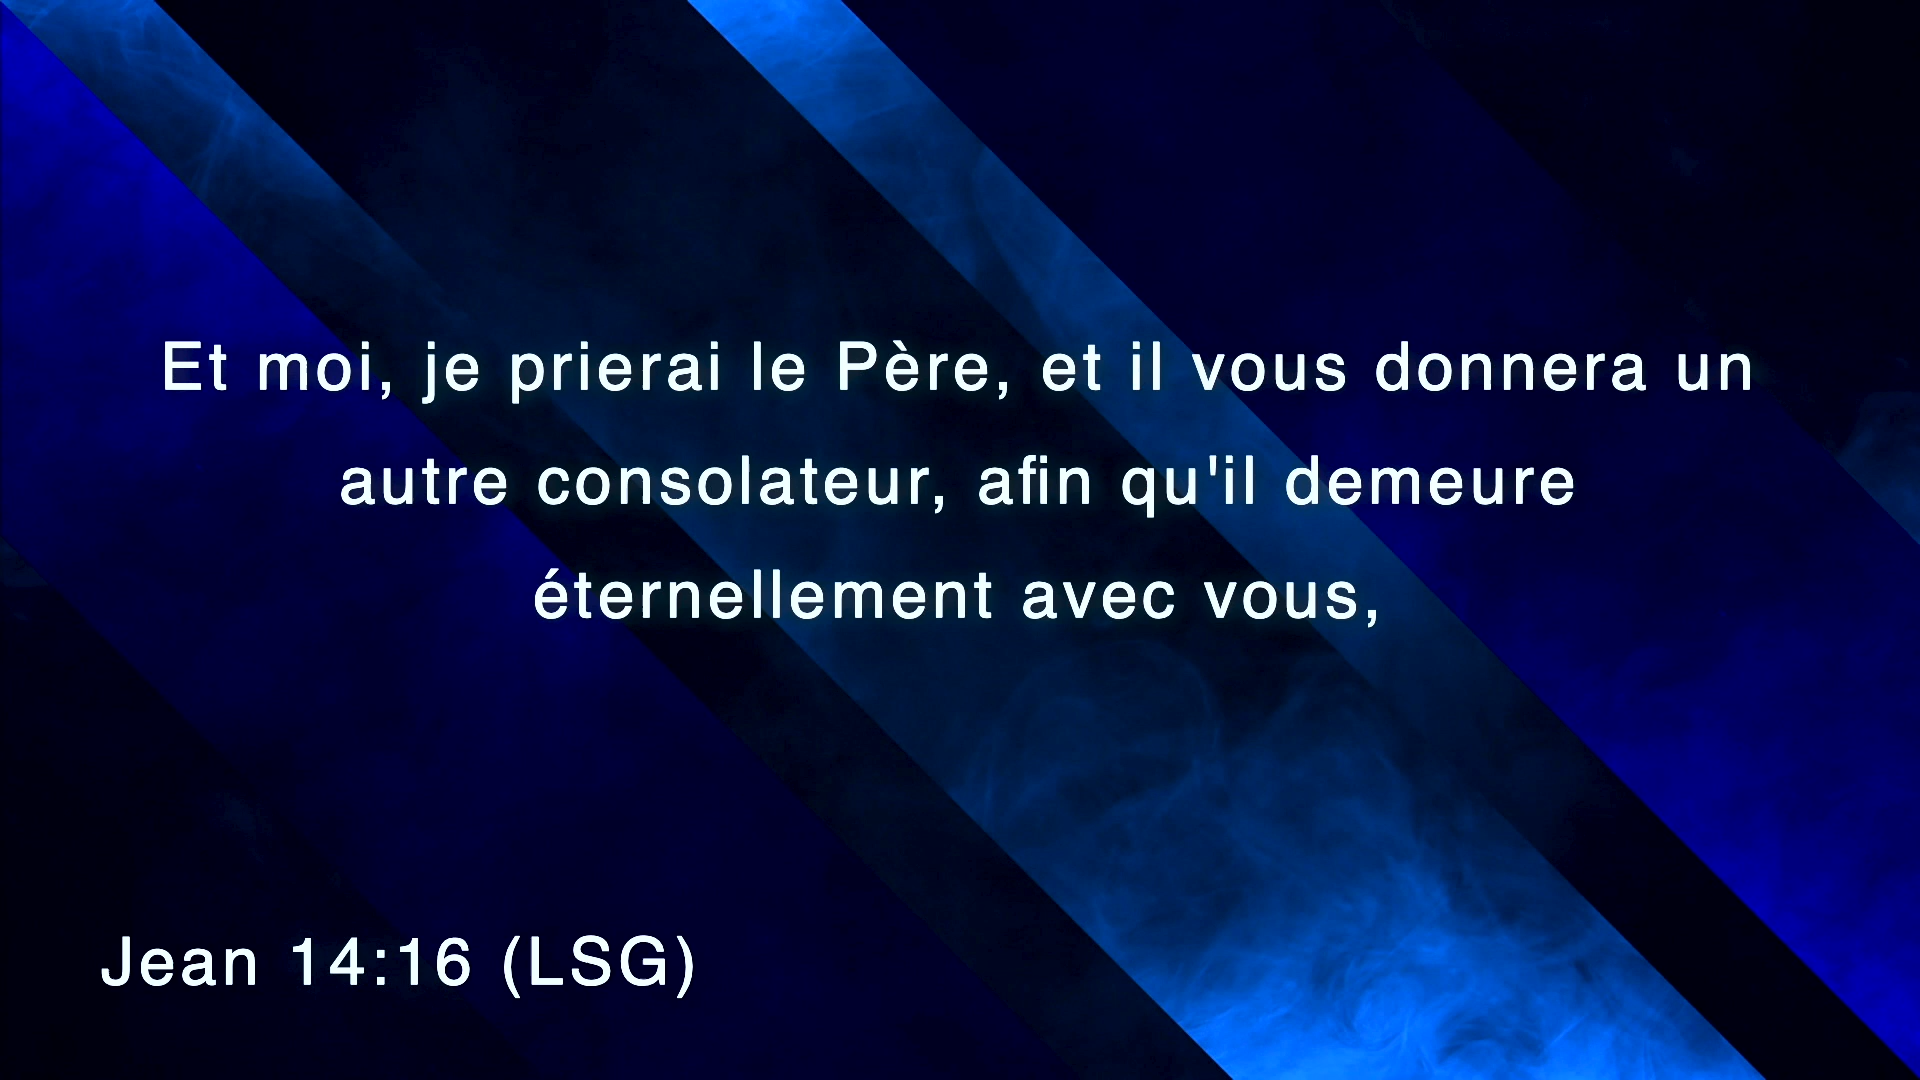 Et moi, je prierai le Père, et il vous donnera un
autre consolateur, afin qu'il demeure
éternellement avec vous,
Jean 14:16 (LSG)